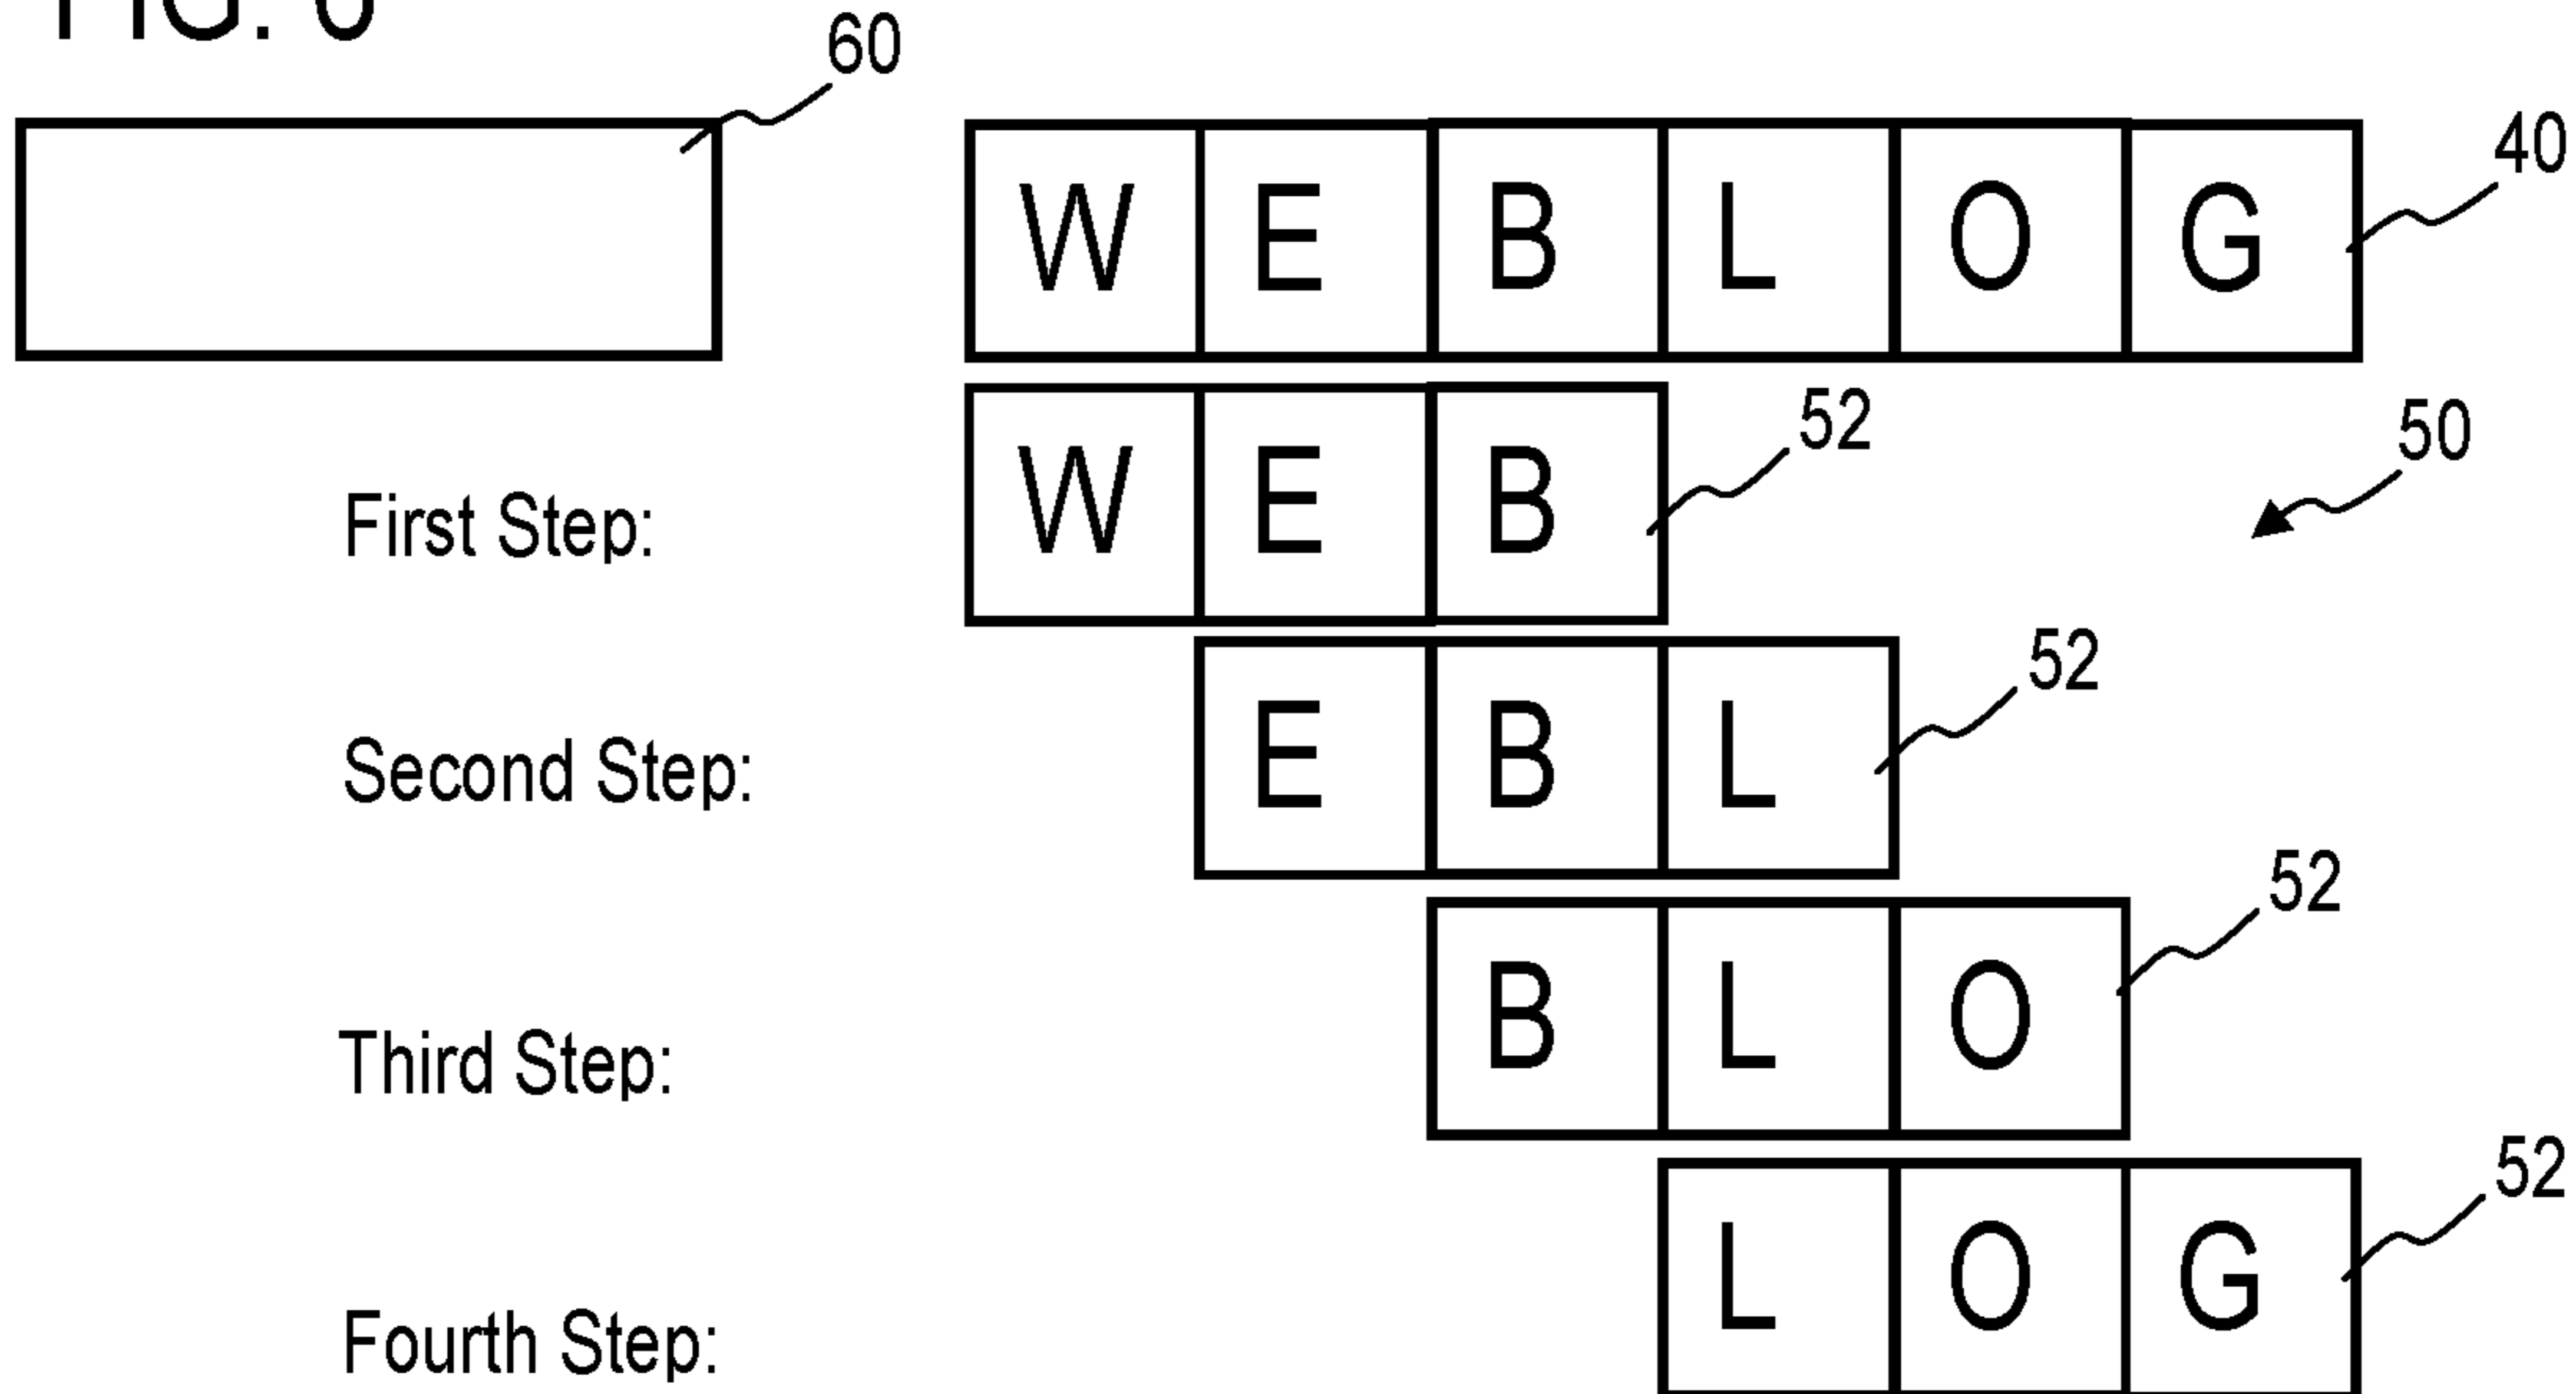 60
W E B L O G 40
W E B 52
50
First Step:
E B L 52
Second Step:
B L O 52
Third Step:
L O G 52
Fourth Step: